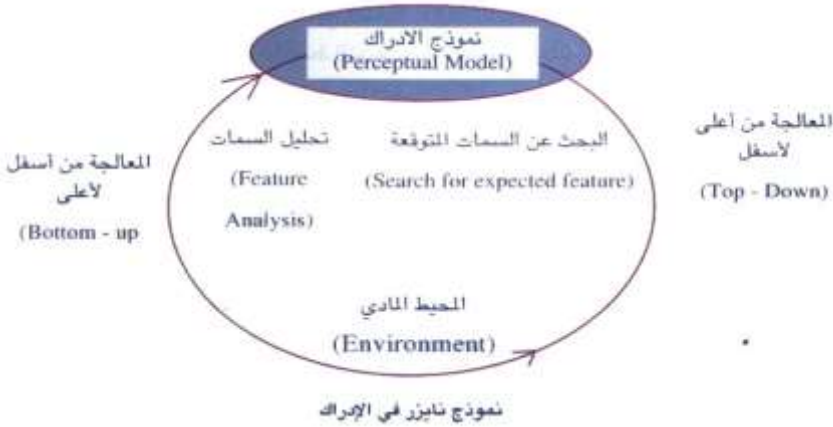 نموذج الادراك
(Perceptual Model)
المعالجة من أعلى
لأسفل
(Top - Down)
البحث عن السمات المتوقعة
(Search for expected feature)
تحليل السمات
(Feature
Analysis)
المعالجة من أسفل
لأعلى
(Bottom - up
المحيط المادي
(Environment)
نموذج نايزر في الإدراك